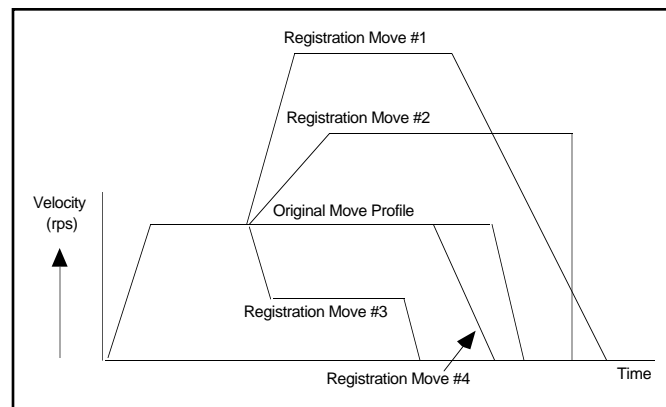 Registration Move #1
Registration Move #2
Velocity
(rps)
Original Move Profile
Registration Move #3
Time
Registration Move #4